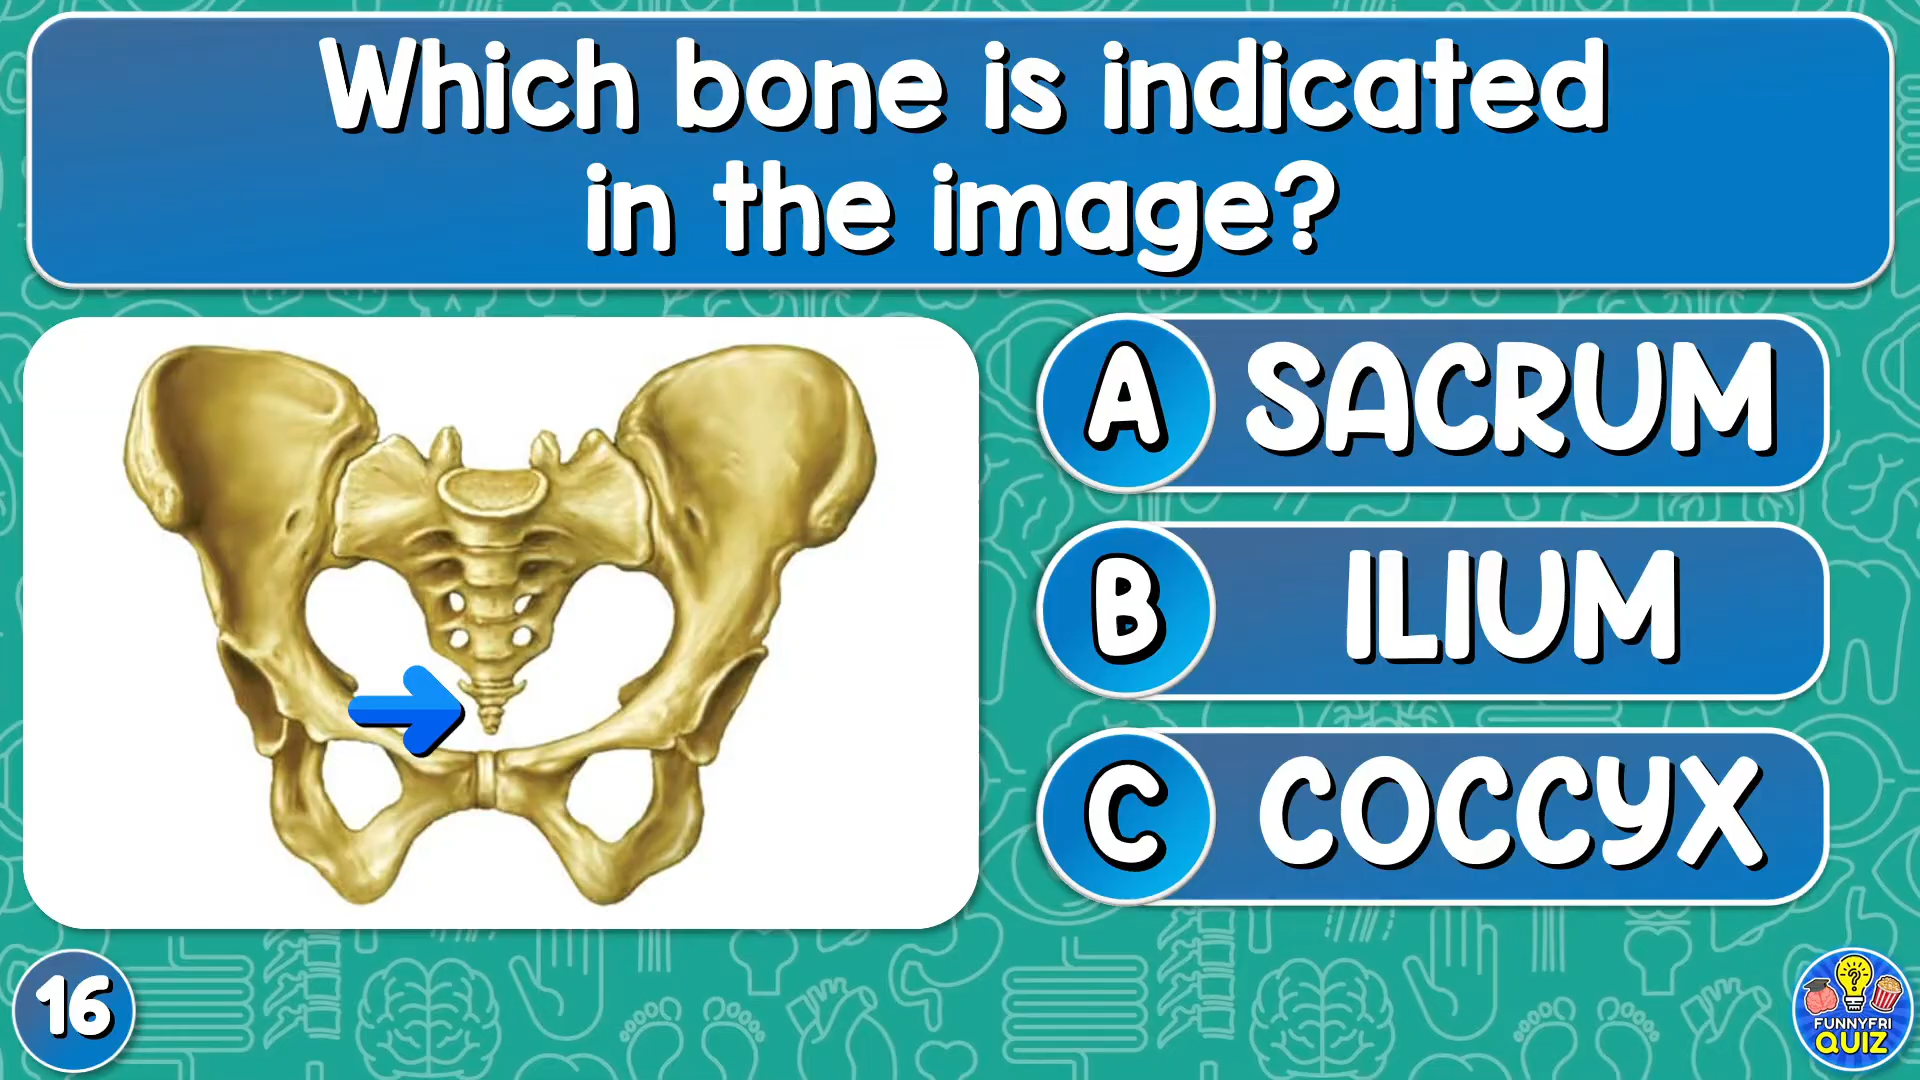 Which bone is indicated
in the image?
A SACRUM
B ILIUM
C COCCYX
16
FUNNYFRI
QUIZ